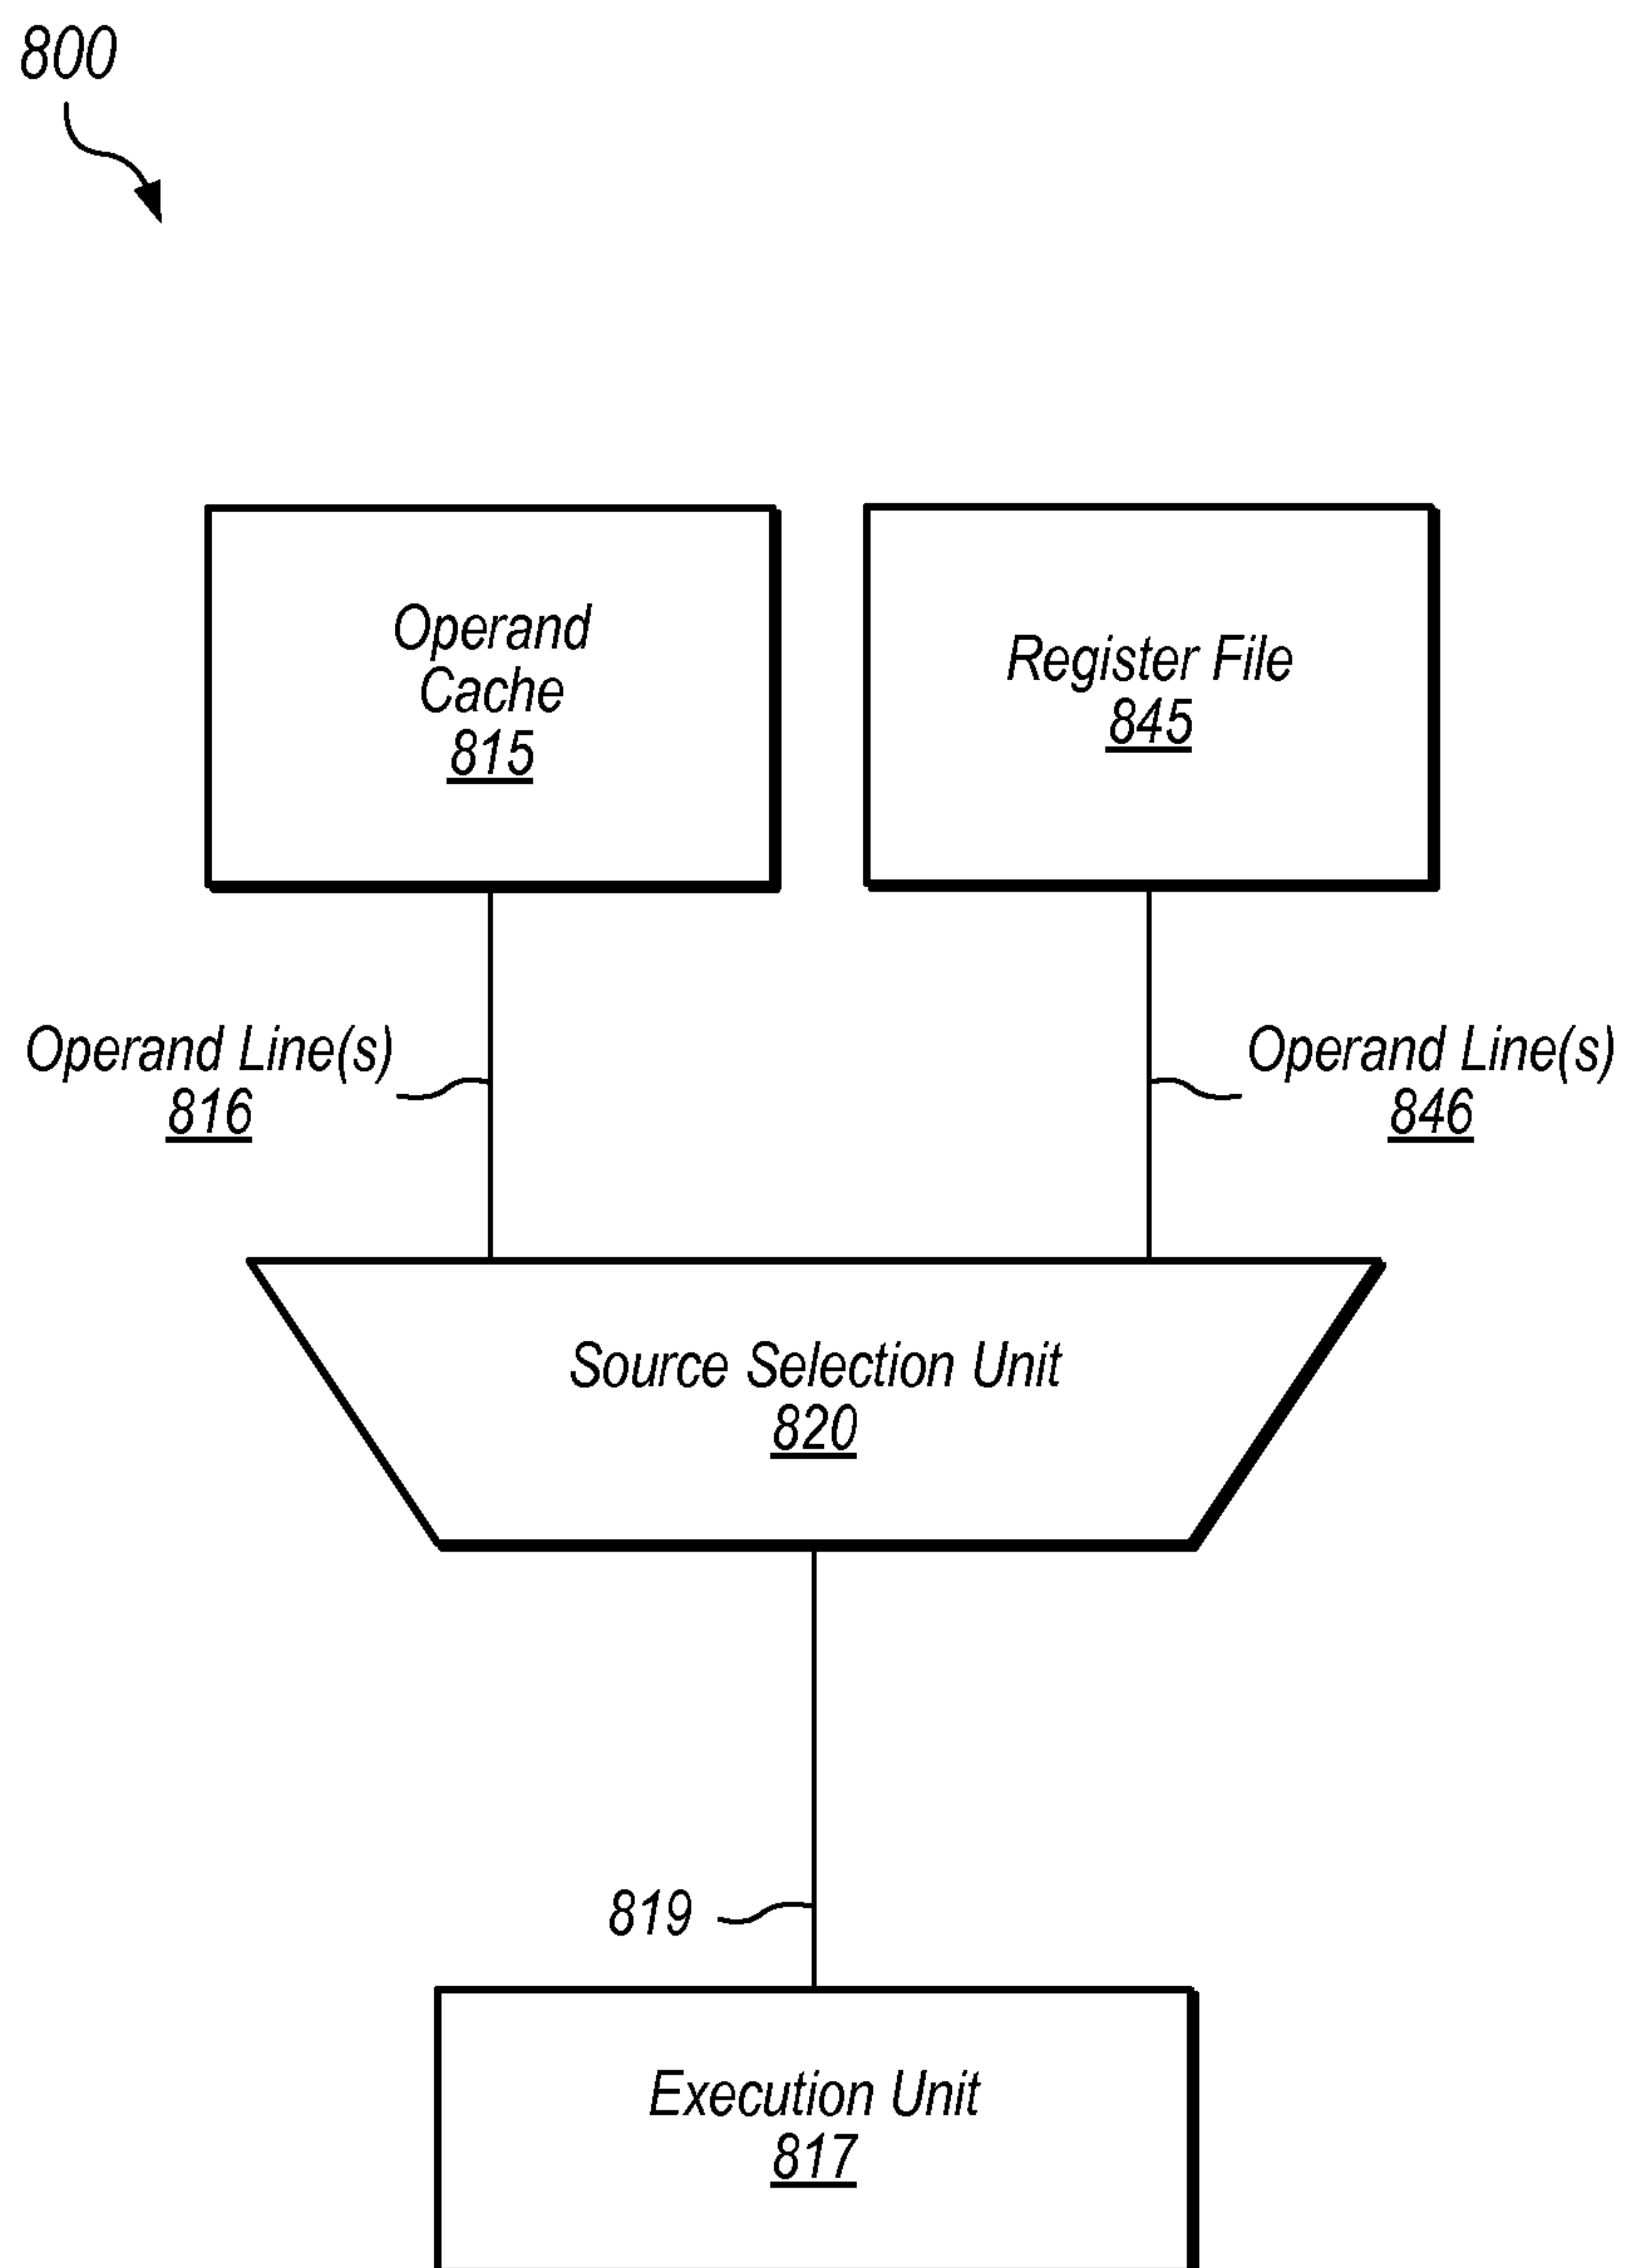 800
Operand
Cache
815
Register File
845
Operand Line(s)
816
Operand Line(s)
846
Source Selection Unit
820
819
Execution Unit
817